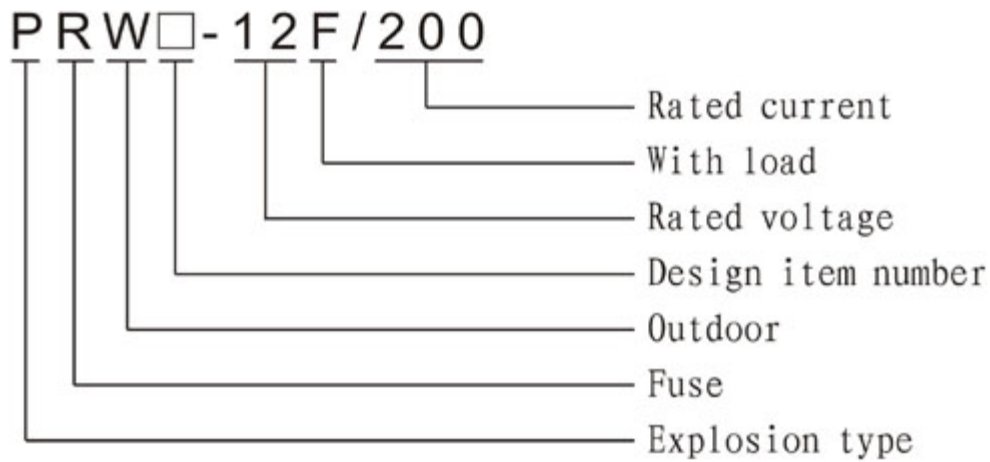 PRW□-12F/200
Rated current
With load
Rated voltage
Design item number
Outdoor
Fuse
Explosion type